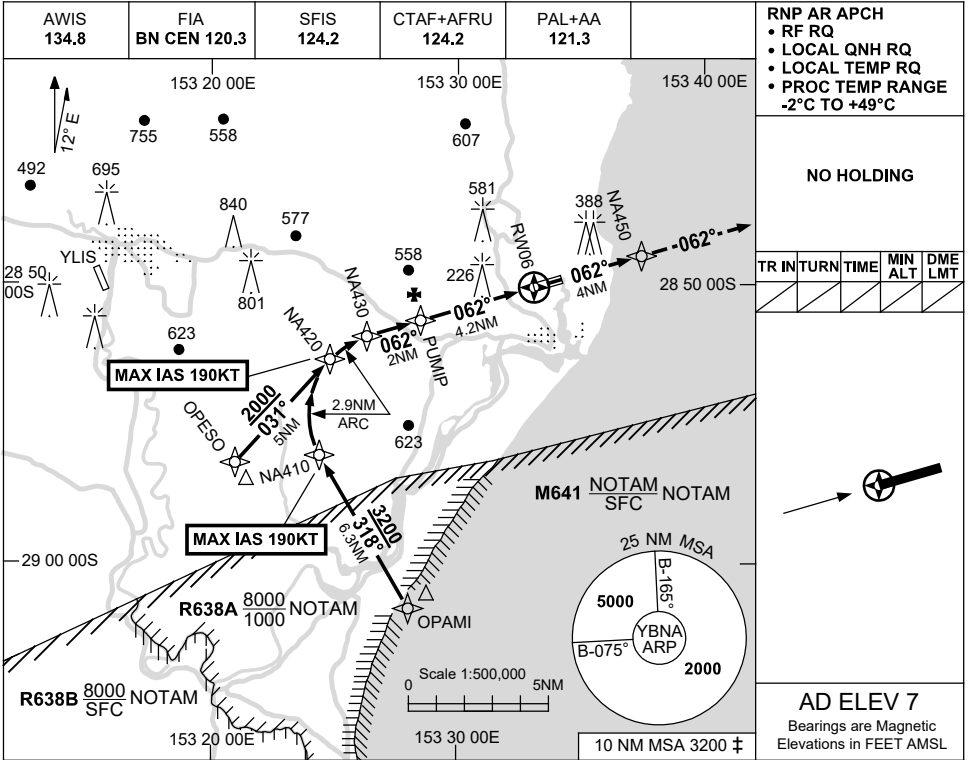 AWIS
134.8
FIA
BN CEN 120.3
SFIS
124.2
CTAF+AFRU
124.2
PAL+AA
121.3
RNP AR APCH
• RF RQ
• LOCAL QNH RQ
• LOCAL TEMP RQ
• PROC TEMP RANGE
-2°C TO +49°C
NO HOLDING
TR IN
TURN
TIME
MIN ALT
DME LMT
153 20 00E
153 30 00E
153 40 00E
12° E
755
558
607
492
695
840
577
581
388
NA450
062°
YLIS
801
558
226
RW06
062°
4NM
28 50
00S
28 50 00S
623
NA420
NA430
062°
2NM
PUMIP
062°
4.2NM
MAX IAS 190KT
OPESO
2000
031°
5NM
2.9NM
ARC
623
NA410
MAX IAS 190KT
3200
318°
6.3NM
M641 NOTAM
SFC
NOTAM
29 00 00S
R638A 8000
1000
NOTAM
OPAMI
25 NM MSA
B-165°
5000
YBNA
ARP
B-075°
2000
R638B 8000
SFC
NOTAM
Scale 1:500,000
0
5NM
153 20 00E
153 30 00E
10 NM MSA 3200 ‡
AD ELEV 7
Bearings are Magnetic
Elevations in FEET AMSL